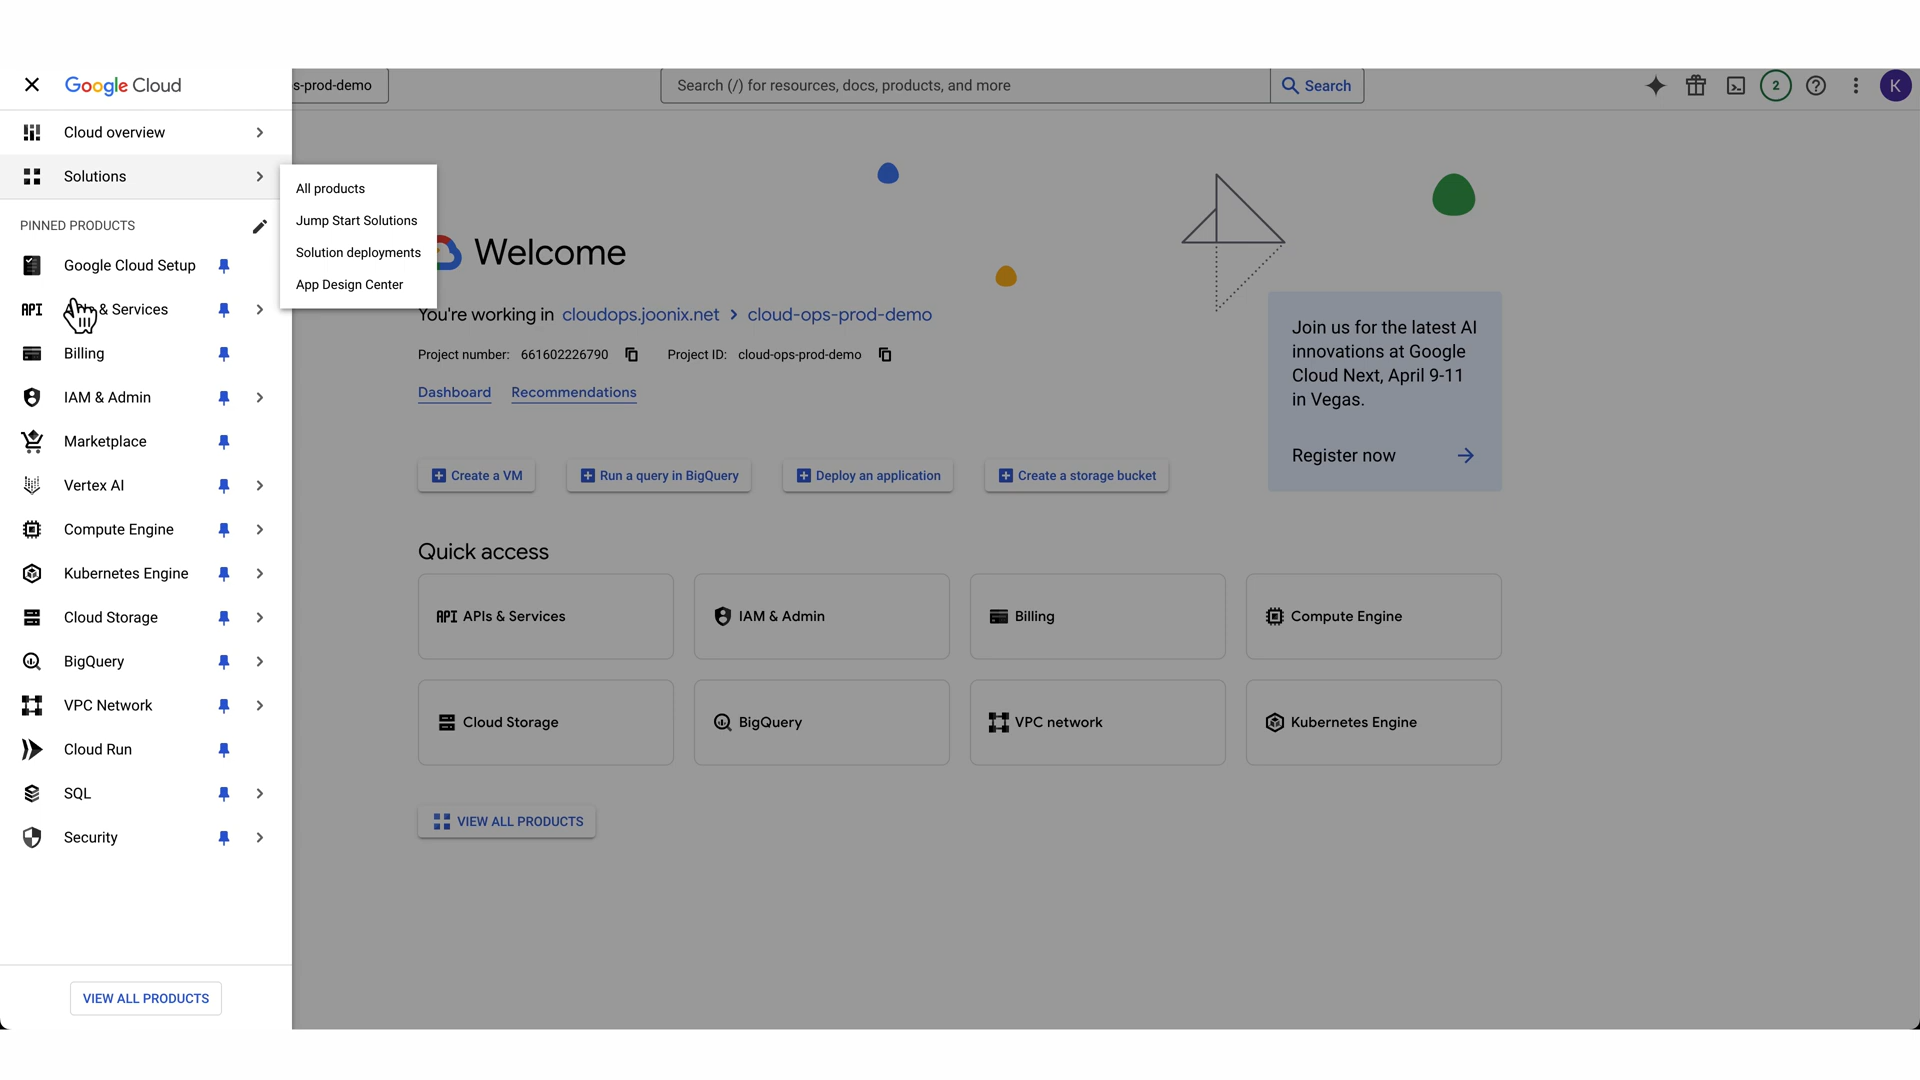 Google Cloud
s-prod-demo
Search (/) for resources, docs, products, and more
Search
2
K
Cloud overview
Solutions
All products
Jump Start Solutions
Solution deployments
App Design Center
PINNED PRODUCTS
Google Cloud Setup
API APIs & Services
Billing
IAM & Admin
Marketplace
Vertex AI
Compute Engine
Kubernetes Engine
Cloud Storage
BigQuery
VPC Network
Cloud Run
SQL
Security
VIEW ALL PRODUCTS
Welcome
You're working in cloudops.joonix.net > cloud-ops-prod-demo
Project number: 661602226790 Project ID: cloud-ops-prod-demo
Dashboard Recommendations
Create a VM
Run a query in BigQuery
Deploy an application
Create a storage bucket
Join us for the latest AI
innovations at Google
Cloud Next, April 9-11
in Vegas.
Register now
Quick access
API APIs & Services
IAM & Admin
Billing
Compute Engine
Cloud Storage
BigQuery
VPC network
Kubernetes Engine
VIEW ALL PRODUCTS